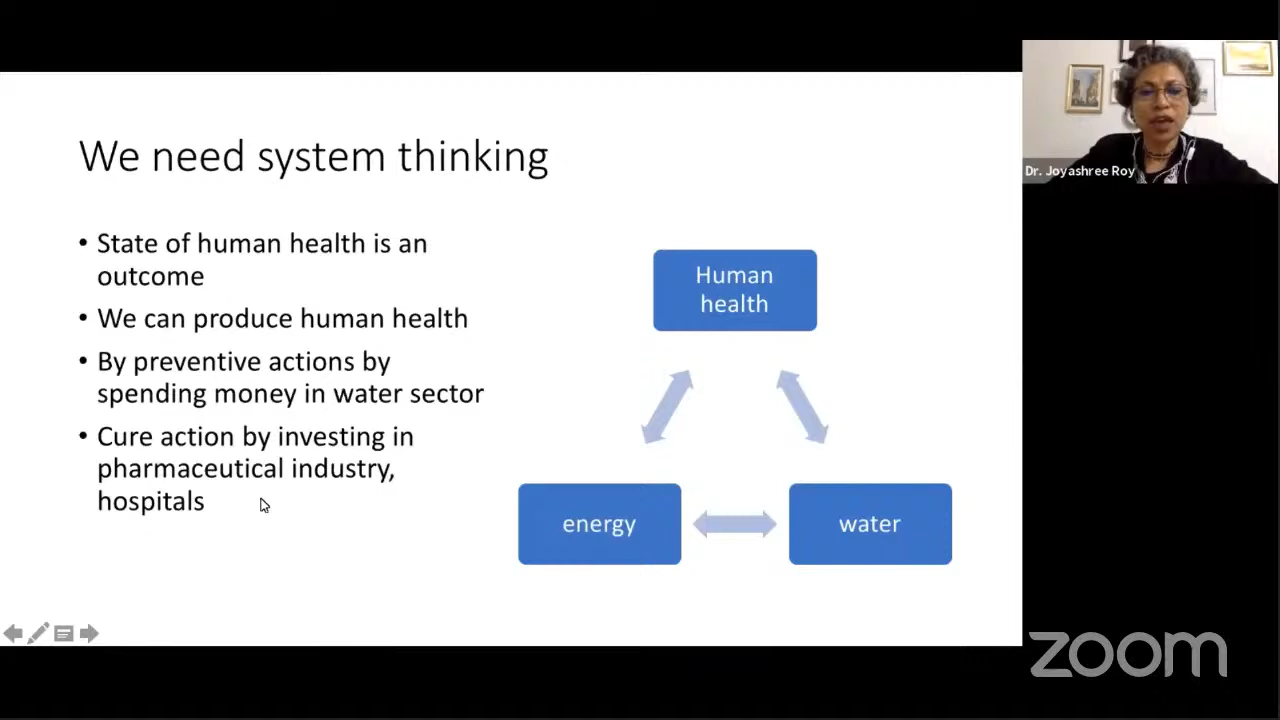 We need system thinking
• State of human health is an
outcome
• We can produce human health
• By preventive actions by
spending money in water sector
• Cure action by investing in
pharmaceutical industry,
hospitals
Human
health
energy
water
Dr. Joyashree Roy
zoom